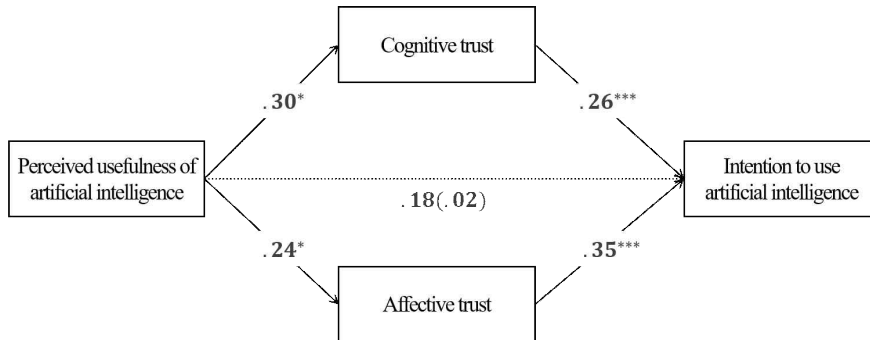 Cognitive trust
.30*
.26***
Perceived usefulness of
artificial intelligence
Intention to use
artificial intelligence
.18(.02)
.24*
.35***
Affective trust